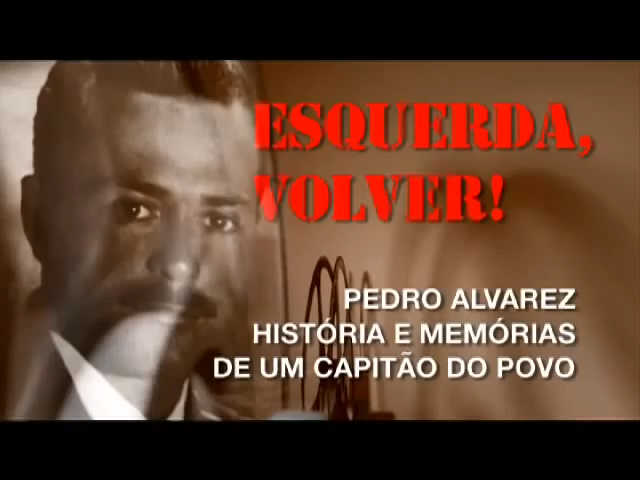 ESQUERDA,
VOLVER!
PEDRO ALVAREZ
HISTÓRIA E MEMÓRIAS
DE UM CAPITÃO DO POVO